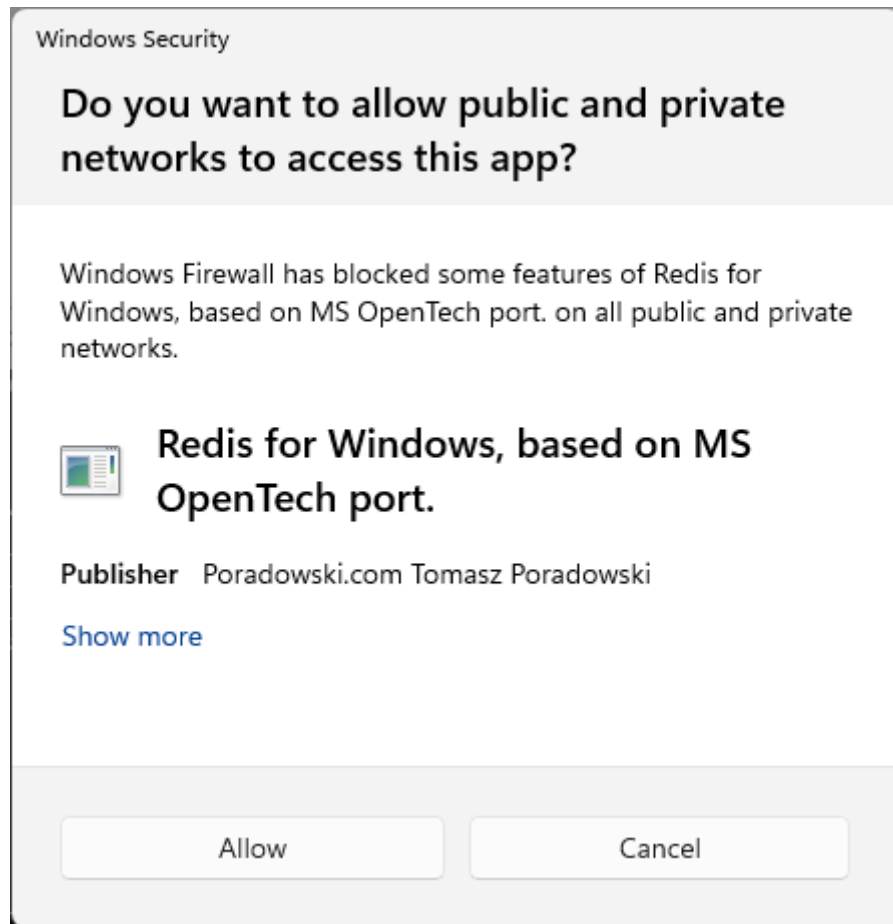 Windows Security
Do you want to allow public and private
networks to access this app?
Windows Firewall has blocked some features of Redis for
Windows, based on MS OpenTech port. on all public and private
networks.
Redis for Windows, based on MS
OpenTech port.
Publisher Poradowski.com Tomasz Poradowski
Show more
Allow
Cancel